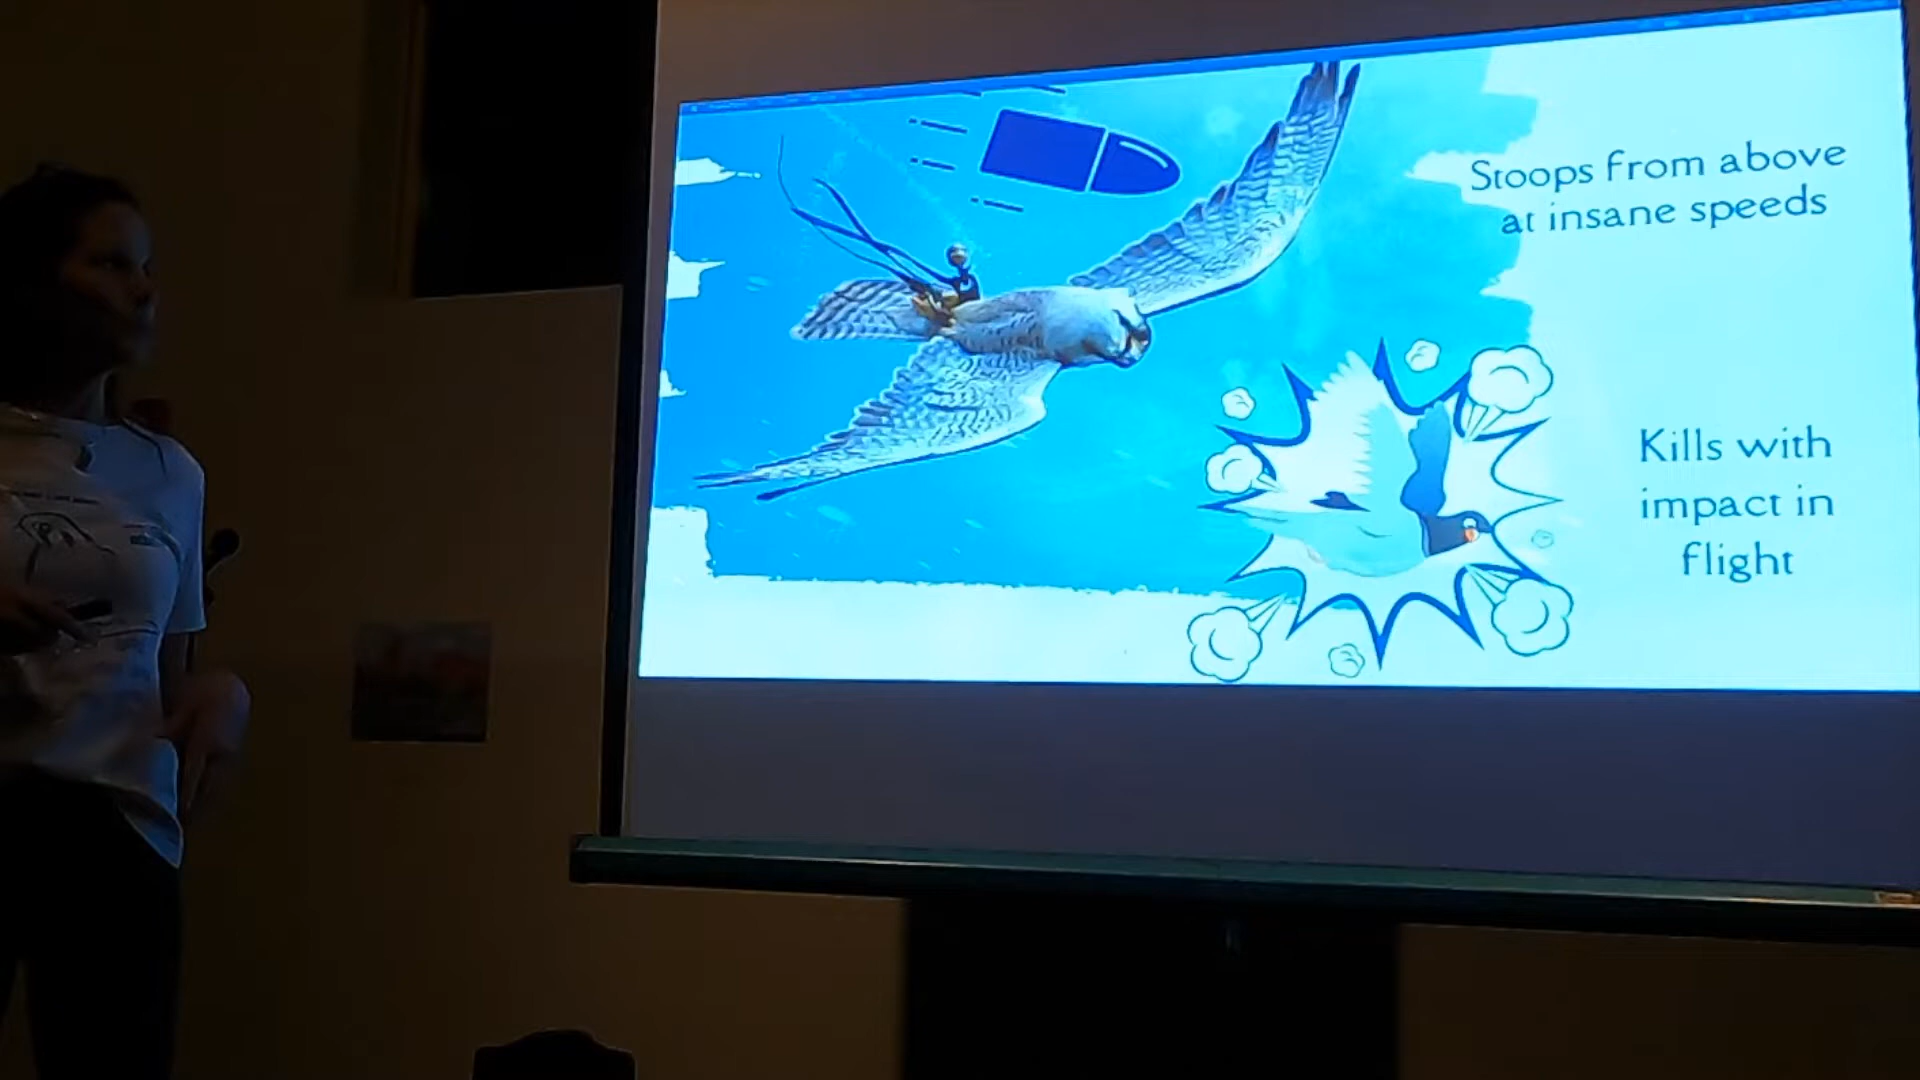 Stoops from above
at insane speeds
Kills with
impact in
flight